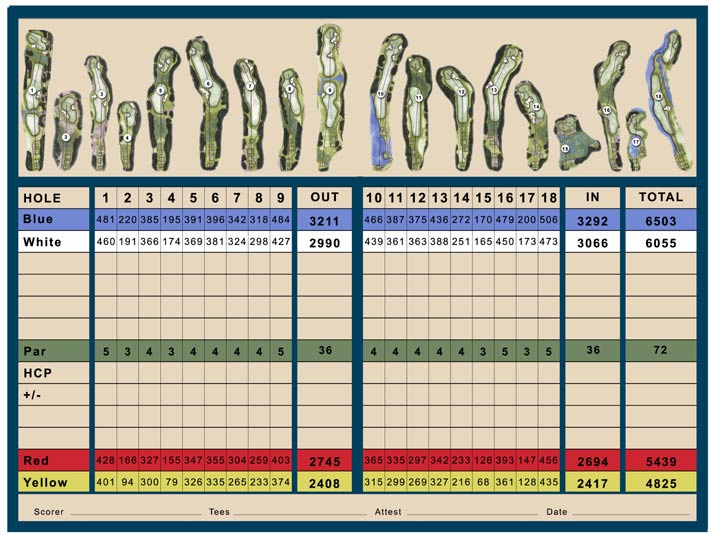 1 2 3 4 5 6 7 8 9 10 11 12 13 14 15 16 17 18
HOLE 1 2 3 4 5 6 7 8 9 OUT 10 11 12 13 14 15 16 17 18 IN TOTAL
Blue 481 220 385 195 391 396 342 318 484 3211 466 387 375 436 272 170 479 200 506 3292 6503
White 460 191 366 174 369 381 324 298 427 2990 439 361 363 388 251 165 450 173 473 3066 6055
Par 5 3 4 3 4 4 4 4 5 36 4 4 4 4 4 3 5 3 5 36 72
HCP
+/-
Red 428 166 327 155 347 355 304 259 403 2745 365 335 297 342 233 126 393 147 456 2694 5439
Yellow 401 94 300 79 326 335 265 233 374 2408 315 299 269 327 216 68 361 128 435 2417 4825
Scorer Tees Attest Date